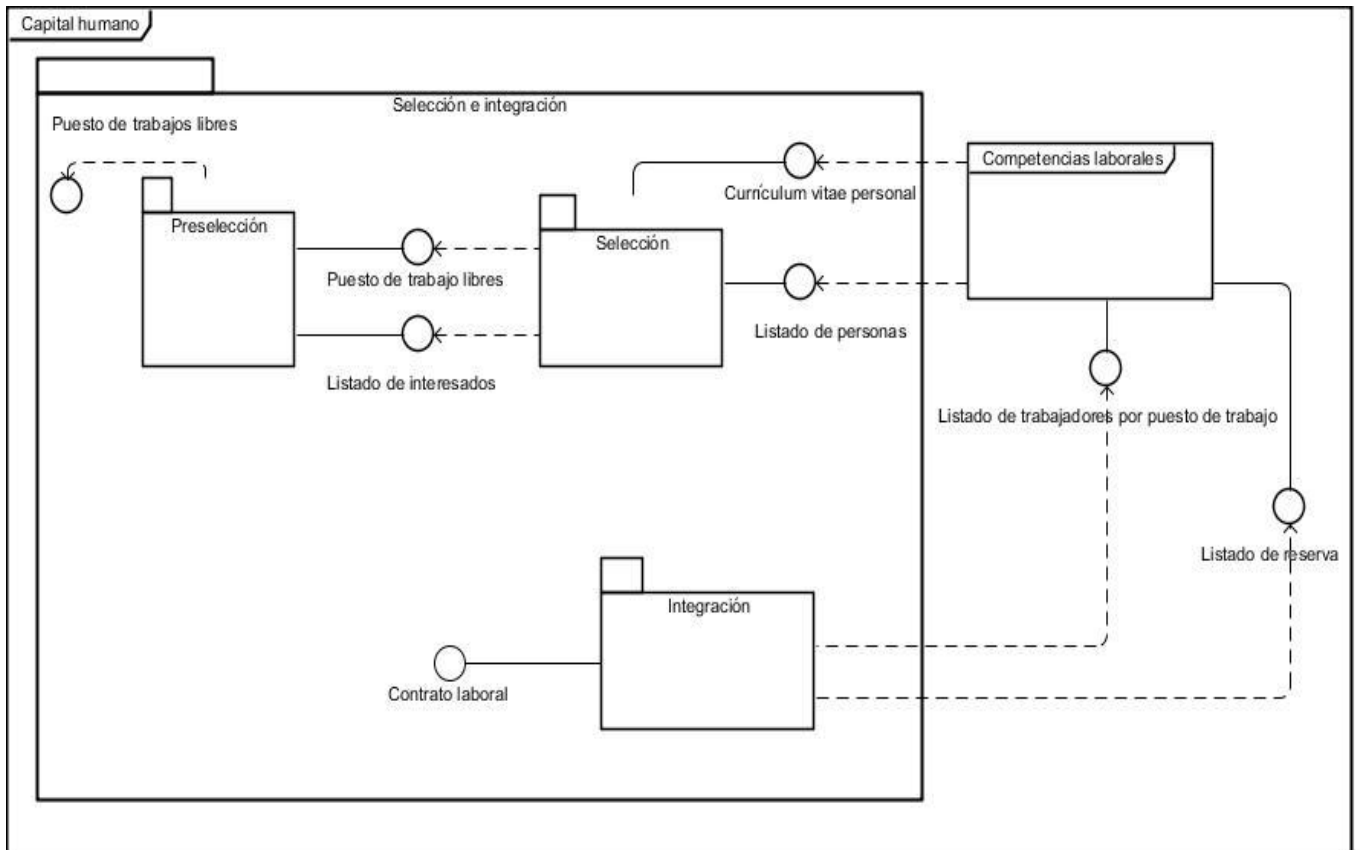 Capital humano
Selección e integración
Puesto de trabajos libres
Competencias laborales
Currículum vitae personal
Preselección
Selección
Puesto de trabajo libres
Listado de personas
Listado de interesados
Listado de trabajadores por puesto de trabajo
Listado de reserva
Integración
Contrato laboral